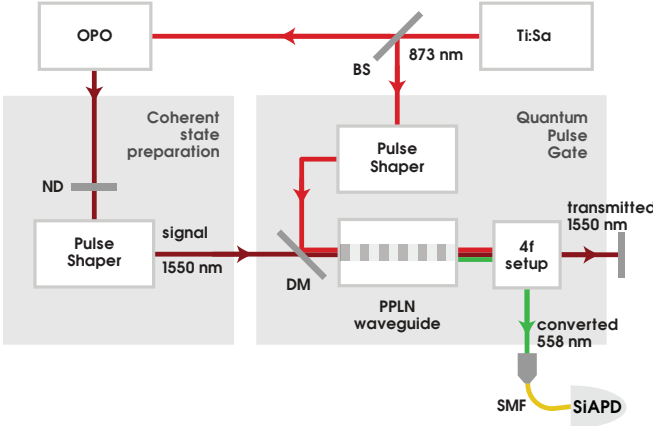 OPO
BS
873 nm
Ti:Sa
Coherent
state
preparation
Quantum
Pulse
Gate
Pulse
Shaper
ND
Pulse
Shaper
signal
1550 nm
DM
PPLN
waveguide
4f
setup
transmitted
1550 nm
converted
558 nm
SMF
SiAPD